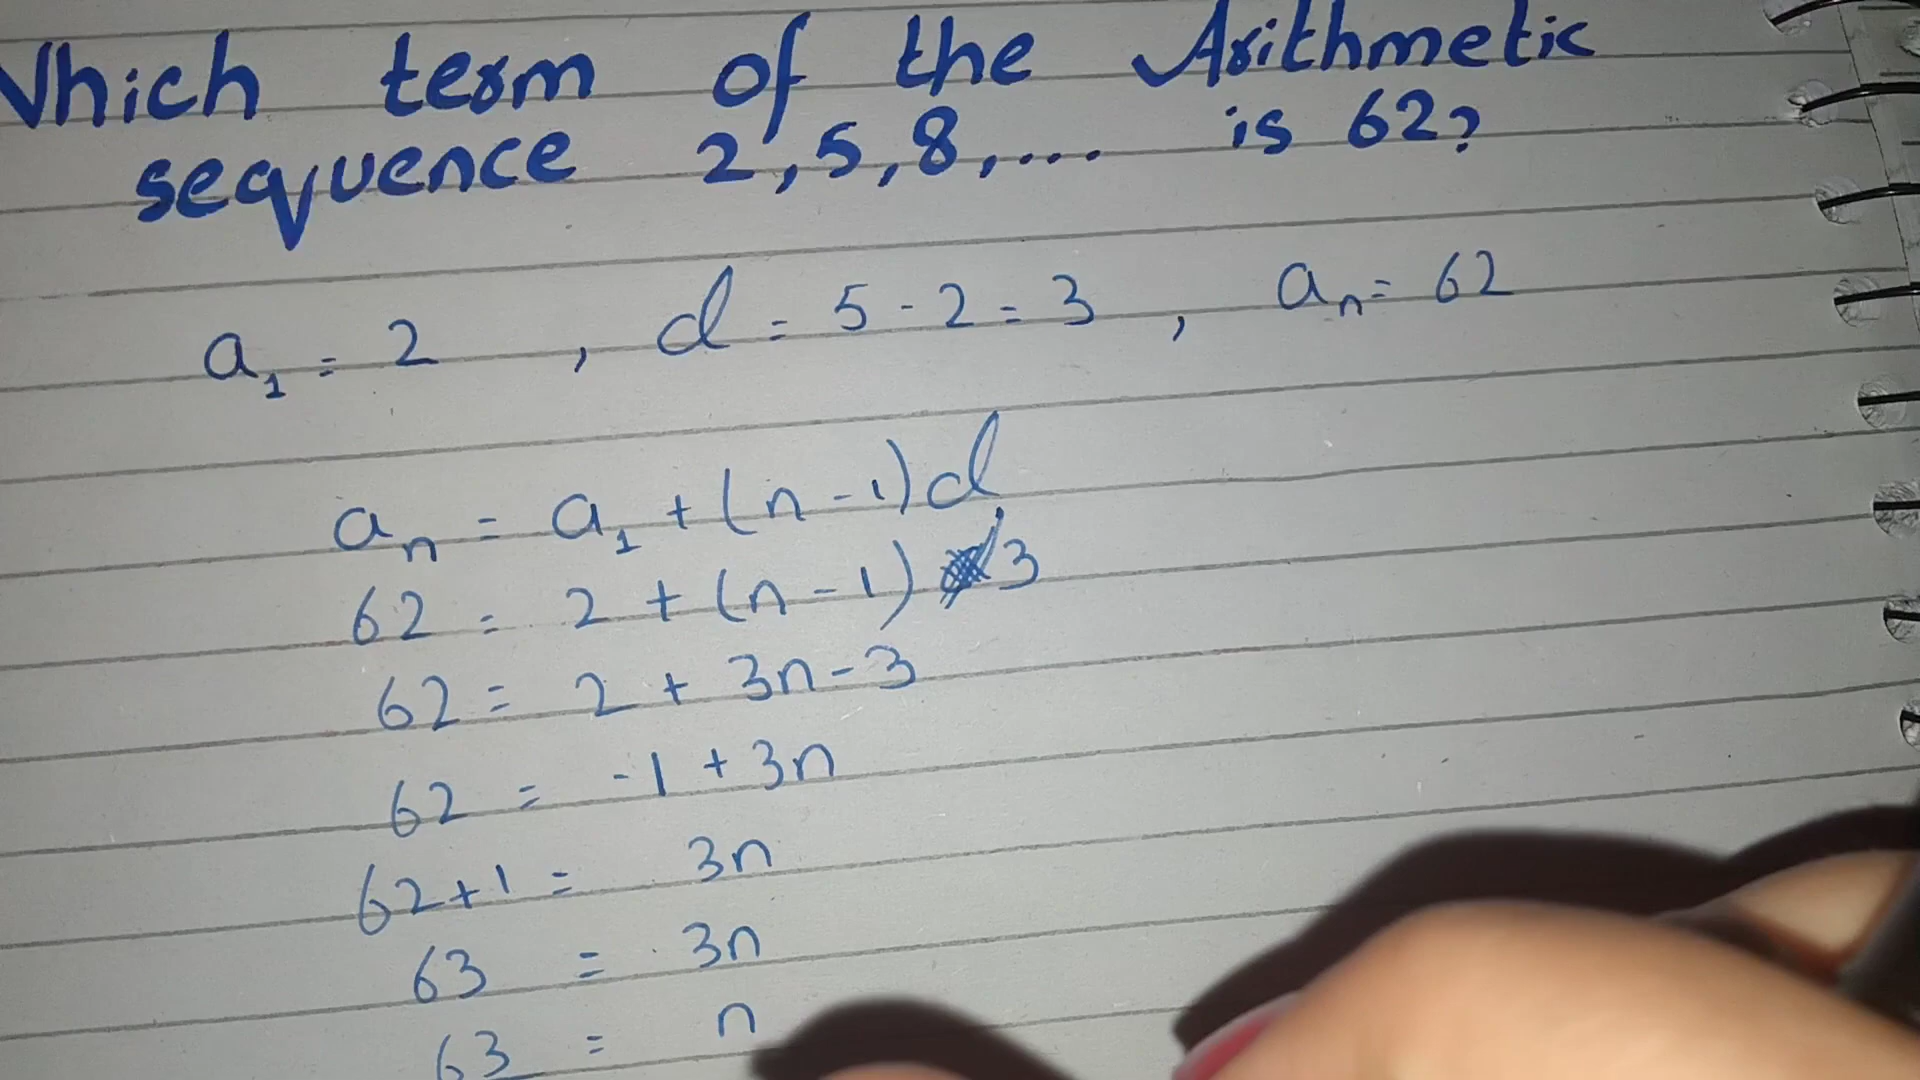 Which term of the Arithmetic
sequence 2,5,8,... is 62?
a₁ = 2 , d = 5 - 2 = 3 , aₙ = 62
aₙ = a₁ + (n - 1)d
62 = 2 + (n - 1) 3
62 = 2 + 3n - 3
62 = -1 + 3n
62 + 1 = 3n
63 = 3n
63 = n